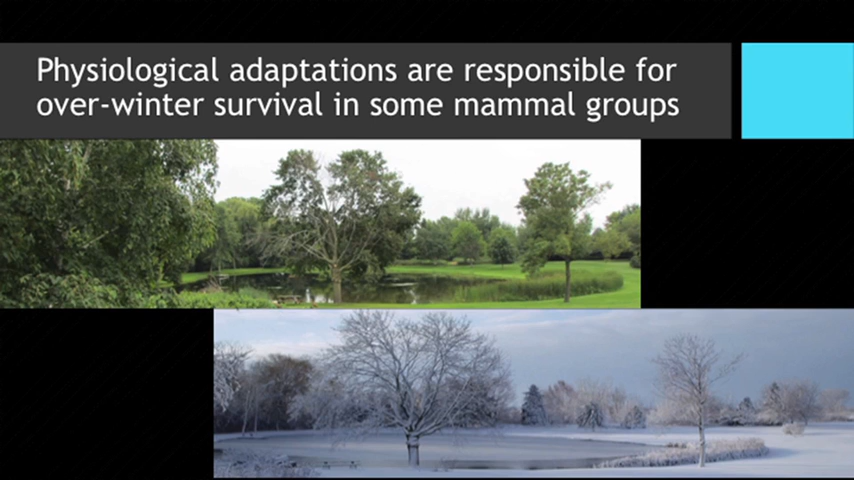 Physiological adaptations are responsible for
over-winter survival in some mammal groups